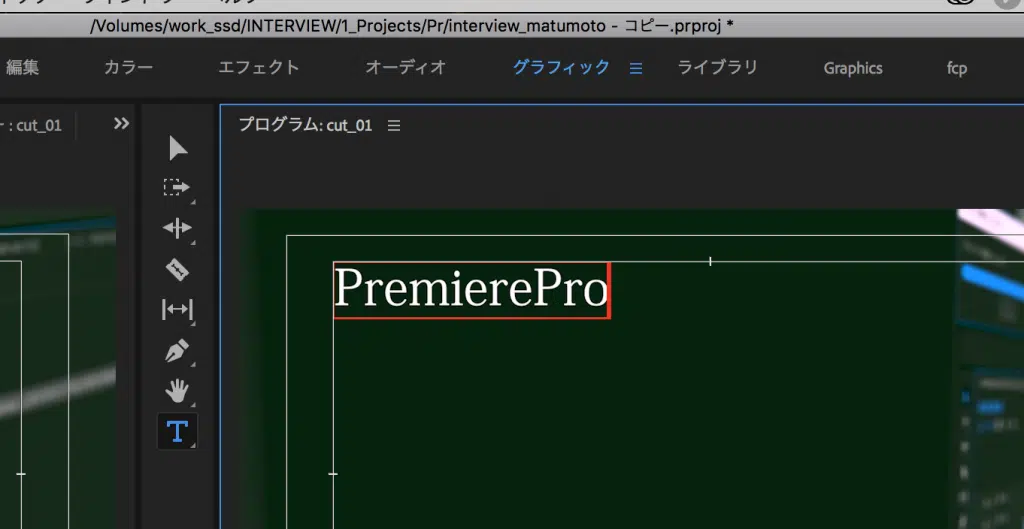 /Volumes/work_ssd/INTERVIEW/1_Projects/Pr/interview_matumoto - コピー.prproj *
編集 カラー エフェクト オーディオ グラフィック ライブラリ Graphics fcp
: cut_01 プログラム: cut_01
PremierePro
T